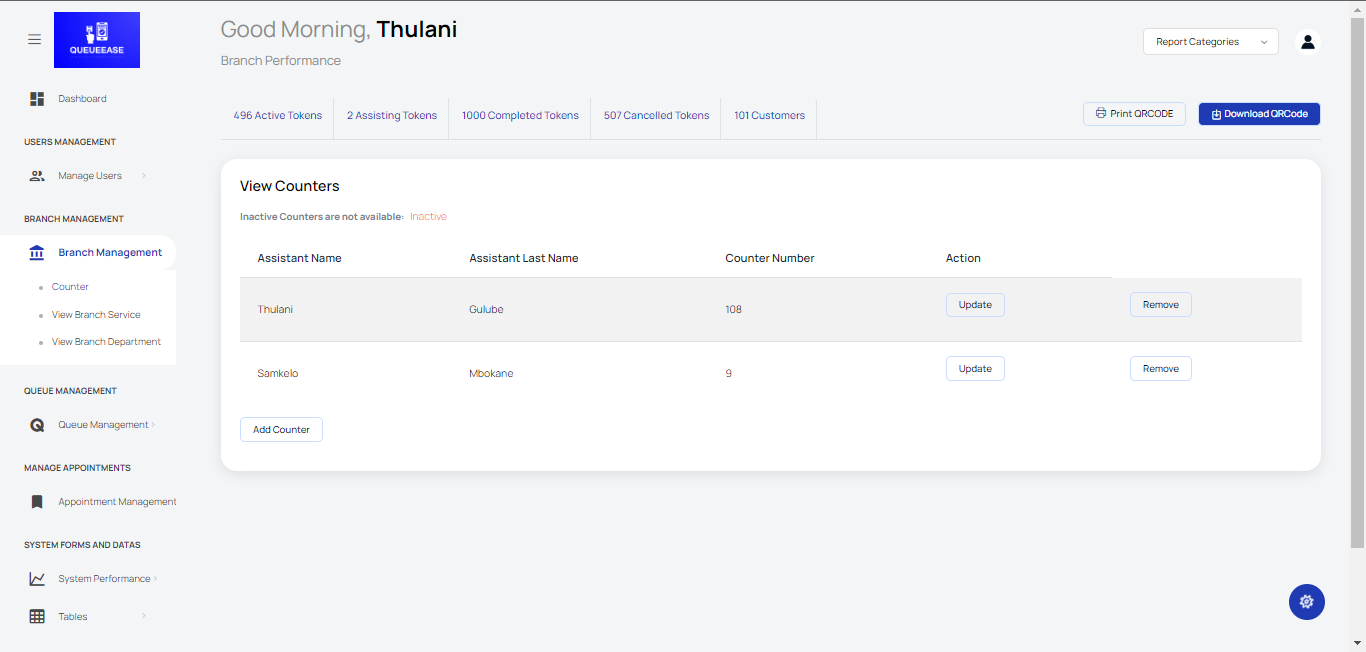 QUEUEEASE
Good Morning, Thulani
Branch Performance
Report Categories
Dashboard
USERS MANAGEMENT
Manage Users
BRANCH MANAGEMENT
Branch Management
Counter
View Branch Service
View Branch Department
QUEUE MANAGEMENT
Queue Management
MANAGE APPOINTMENTS
Appointment Management
SYSTEM FORMS AND DATAS
System Performance
Tables
496 Active Tokens
2 Assisting Tokens
1000 Completed Tokens
507 Cancelled Tokens
101 Customers
Print QRCODE
Download QRCode
View Counters
Inactive Counters are not available: Inactive
Assistant Name Assistant Last Name Counter Number Action
Thulani Gulube 108 Update Remove
Samkelo Mbokane 9 Update Remove
Add Counter